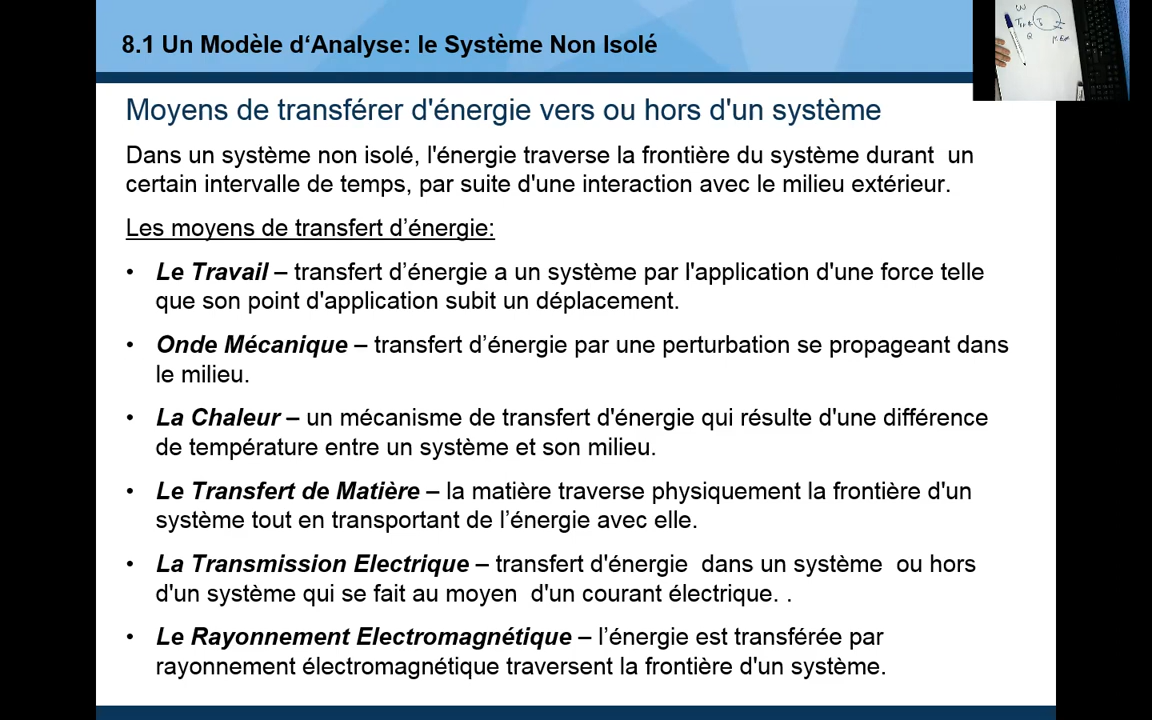 8.1 Un Modèle d‘Analyse: le Système Non Isolé
Moyens de transférer d'énergie vers ou hors d'un système
Dans un système non isolé, l'énergie traverse la frontière du système durant un
certain intervalle de temps, par suite d'une interaction avec le milieu extérieur.
Les moyens de transfert d’énergie:
• Le Travail – transfert d’énergie a un système par l'application d'une force telle
que son point d'application subit un déplacement.
• Onde Mécanique – transfert d’énergie par une perturbation se propageant dans
le milieu.
• La Chaleur – un mécanisme de transfert d'énergie qui résulte d'une différence
de température entre un système et son milieu.
• Le Transfert de Matière – la matière traverse physiquement la frontière d'un
système tout en transportant de l’énergie avec elle.
• La Transmission Electrique – transfert d'énergie dans un système ou hors
d'un système qui se fait au moyen d'un courant électrique. .
• Le Rayonnement Electromagnétique – l’énergie est transférée par
rayonnement électromagnétique traversent la frontière d'un système.